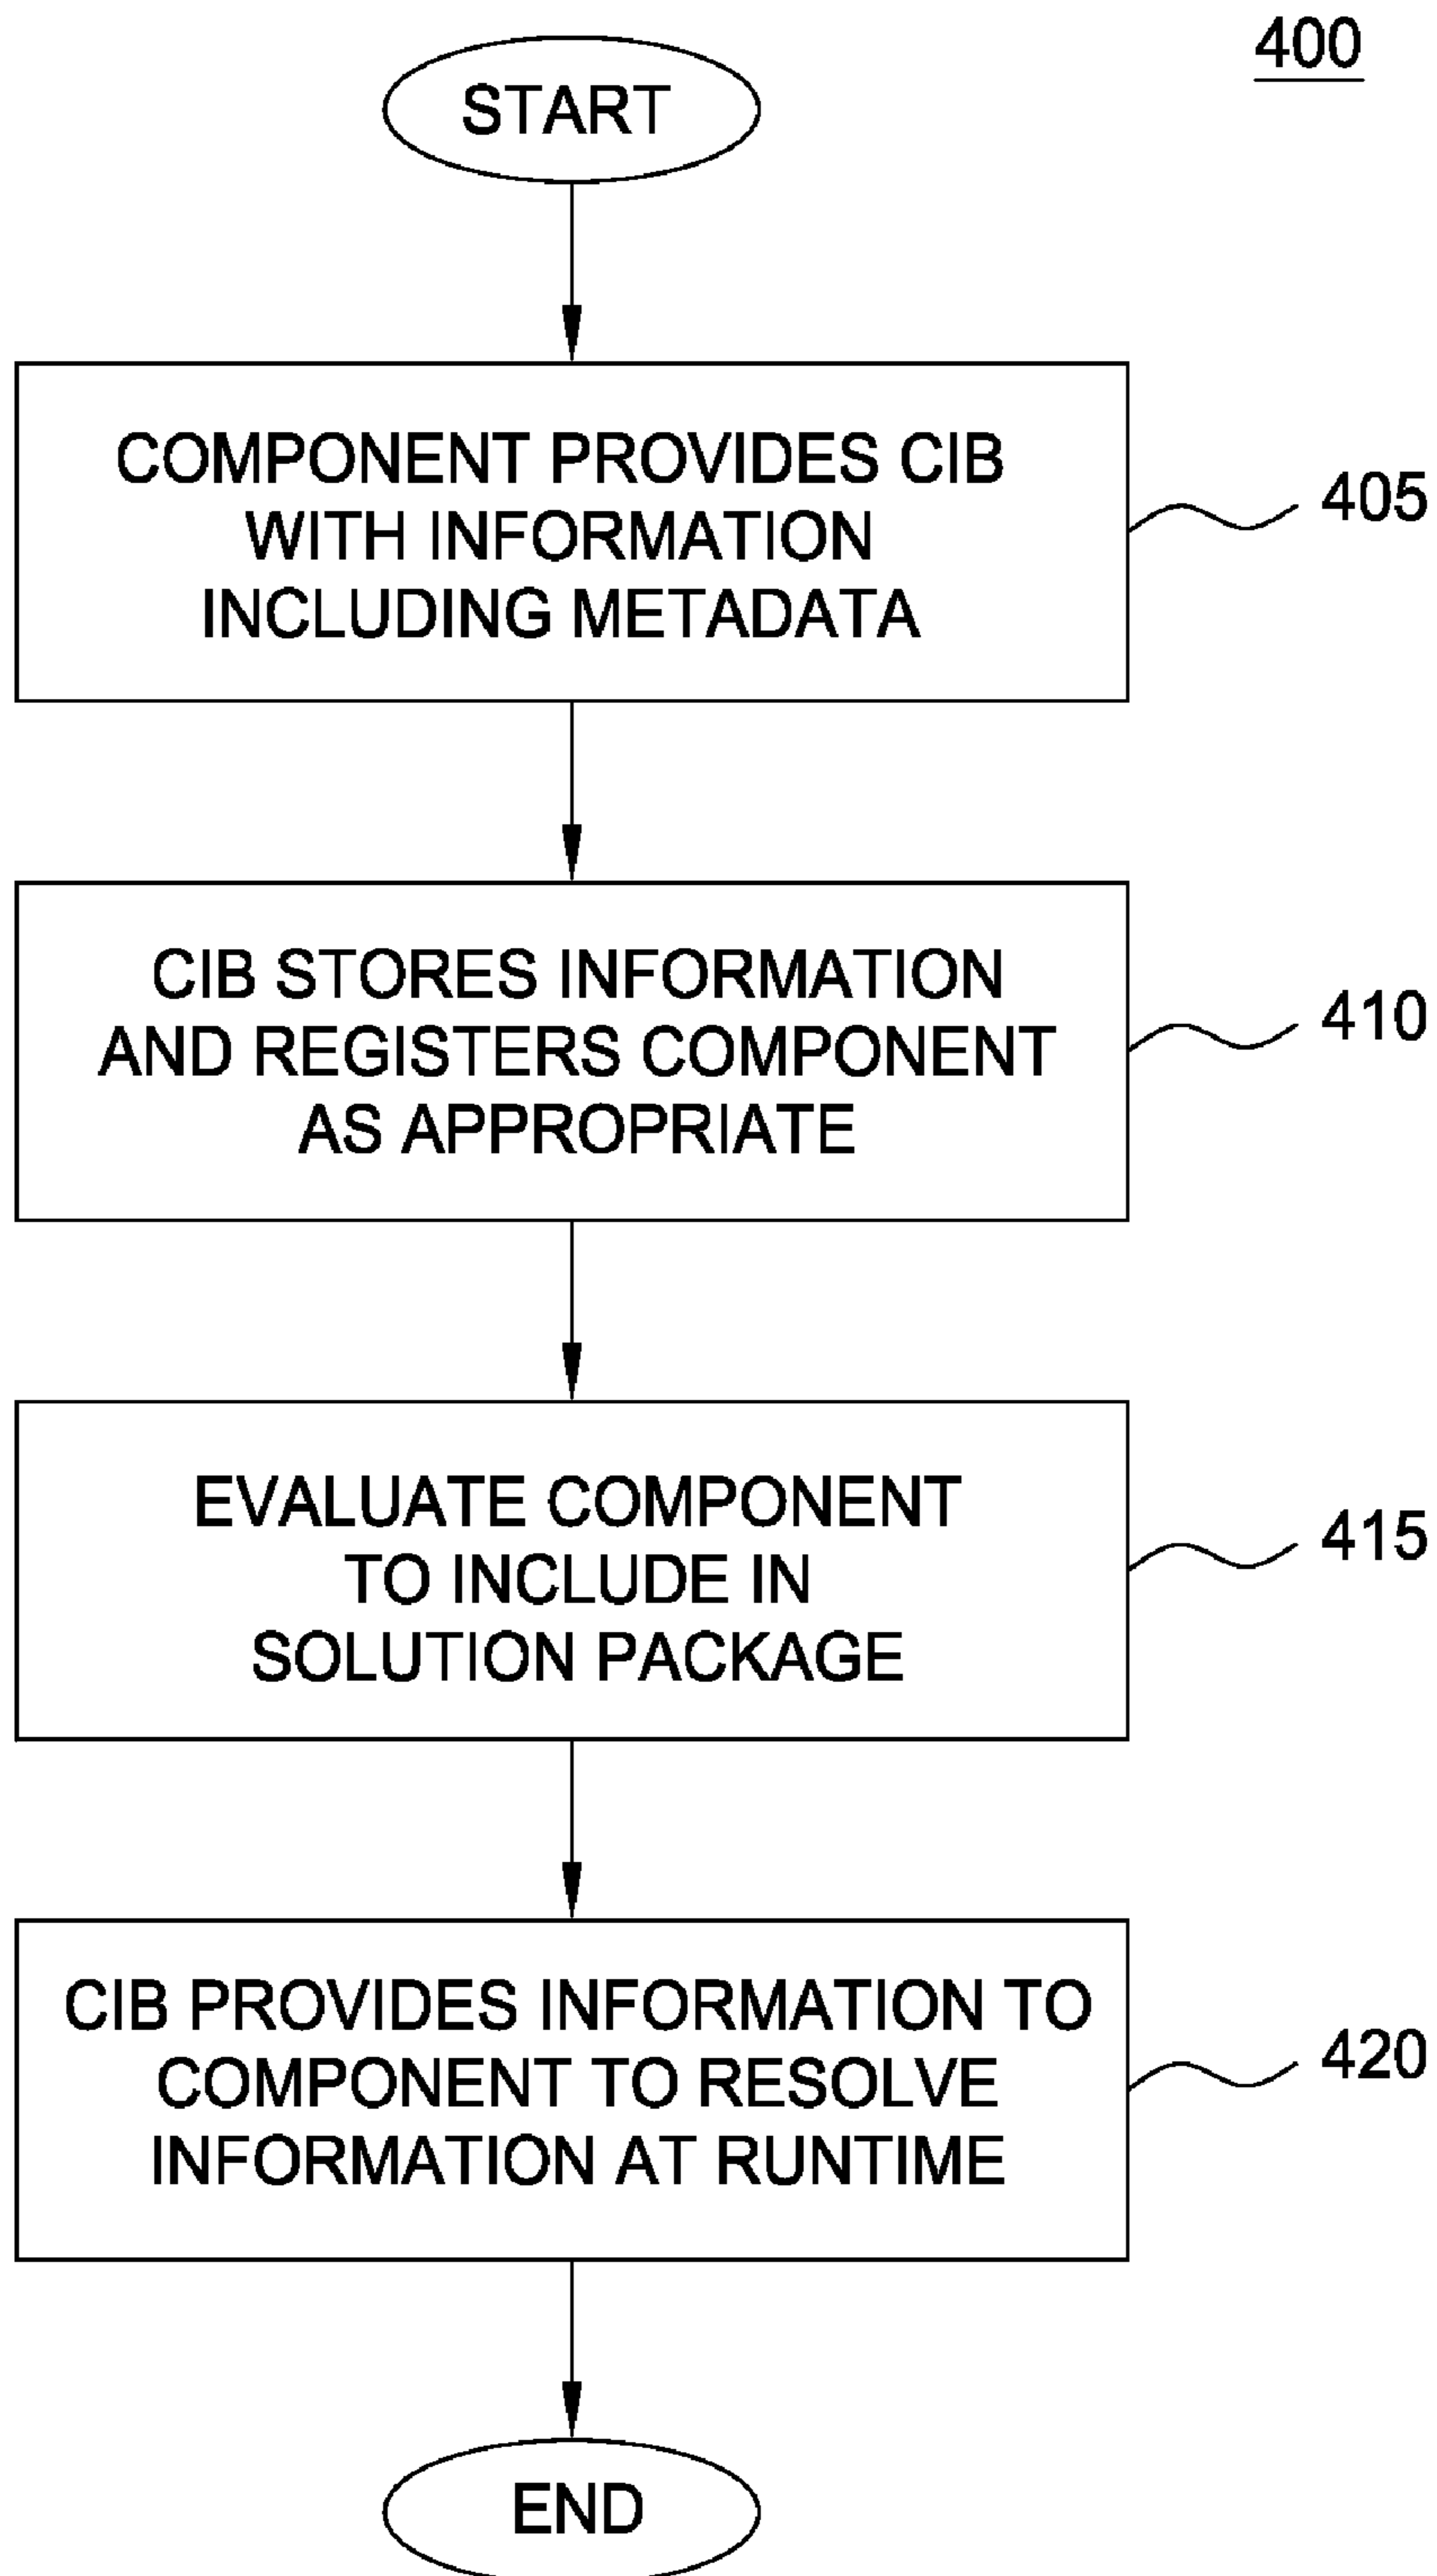 400
START
COMPONENT PROVIDES CIB
WITH INFORMATION
INCLUDING METADATA
405
CIB STORES INFORMATION
AND REGISTERS COMPONENT
AS APPROPRIATE
410
EVALUATE COMPONENT
TO INCLUDE IN
SOLUTION PACKAGE
415
CIB PROVIDES INFORMATION TO
COMPONENT TO RESOLVE
INFORMATION AT RUNTIME
420
END